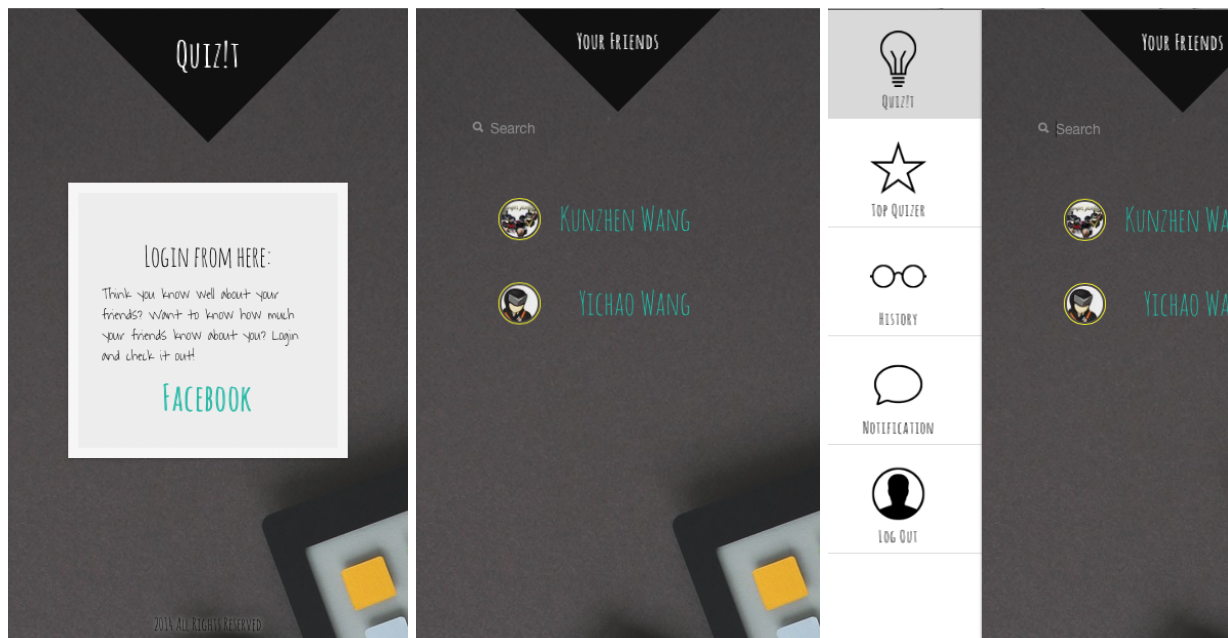 Quiz!t
Login from here:
Think you know well about your
friends? Want to know how much
your friends know about you? Login
and check it out!
Facebook
2014 All Rights Reserved
Your Friends
Search
Kunzhen Wang
Yichao Wang
Quiz!t
Top Quizer
History
Notification
Log Out
Your Friends
Search
Kunzhen Wa
Yichao Wa